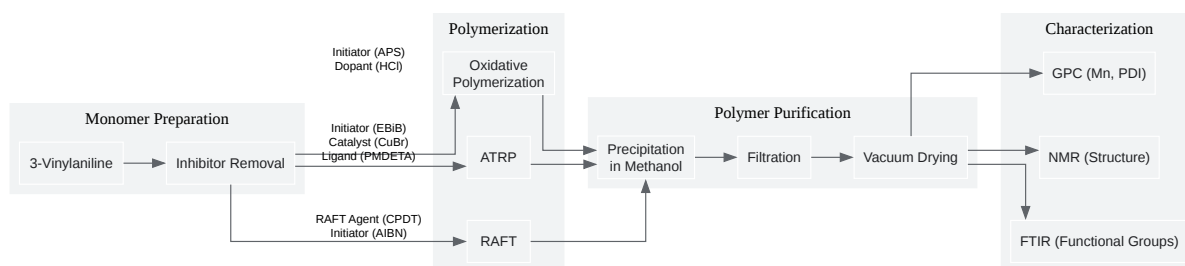 Monomer Preparation
3-Vinylaniline
Inhibitor Removal
Initiator (APS)
Dopant (HCl)
Initiator (EBiB)
Catalyst (CuBr)
Ligand (PMDETA)
RAFT Agent (CPDT)
Initiator (AIBN)
Polymerization
Oxidative
Polymerization
ATRP
RAFT
Polymer Purification
Precipitation
in Methanol
Filtration
Vacuum Drying
Characterization
GPC (Mn, PDI)
NMR (Structure)
FTIR (Functional Groups)